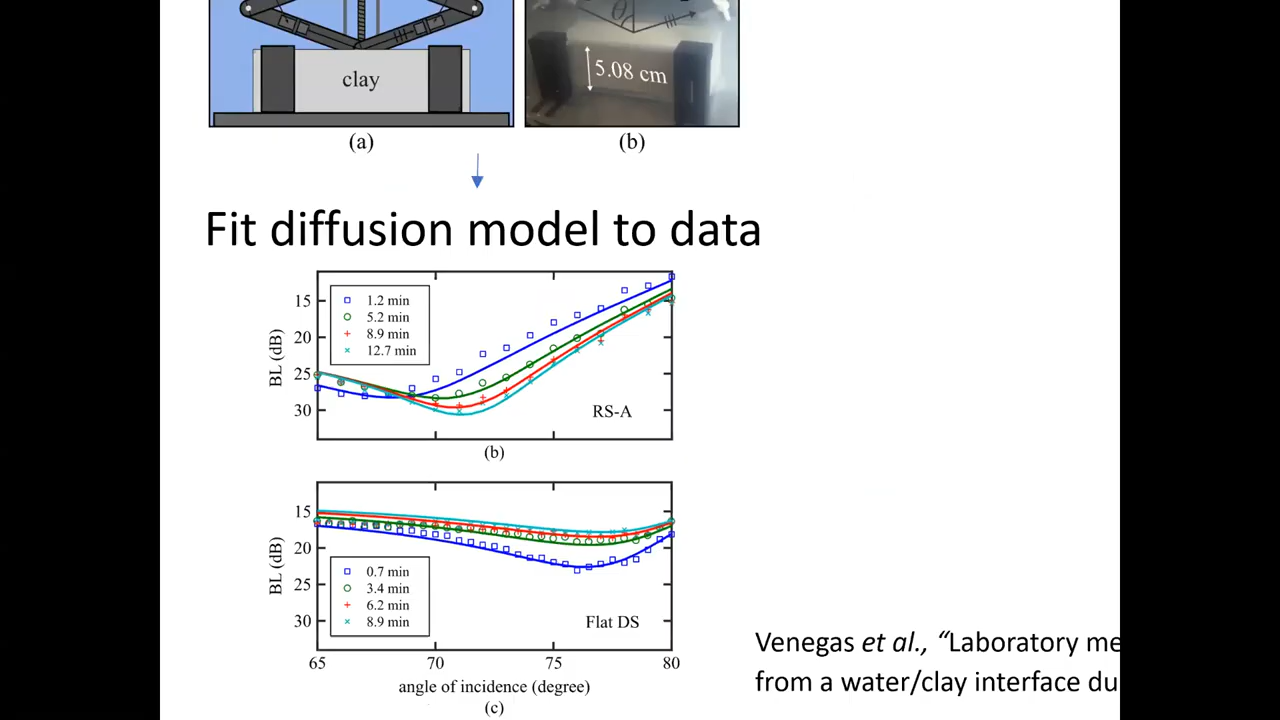 clay
θ
5.08 cm
(a)
(b)
Fit diffusion model to data
1.2 min
5.2 min
8.9 min
12.7 min
15
20
25
30
BL (dB)
RS-A
(b)
15
20
25
30
BL (dB)
0.7 min
3.4 min
6.2 min
8.9 min
Flat DS
65 70 75 80
angle of incidence (degree)
(c)
Venegas et al., “Laboratory me
from a water/clay interface du